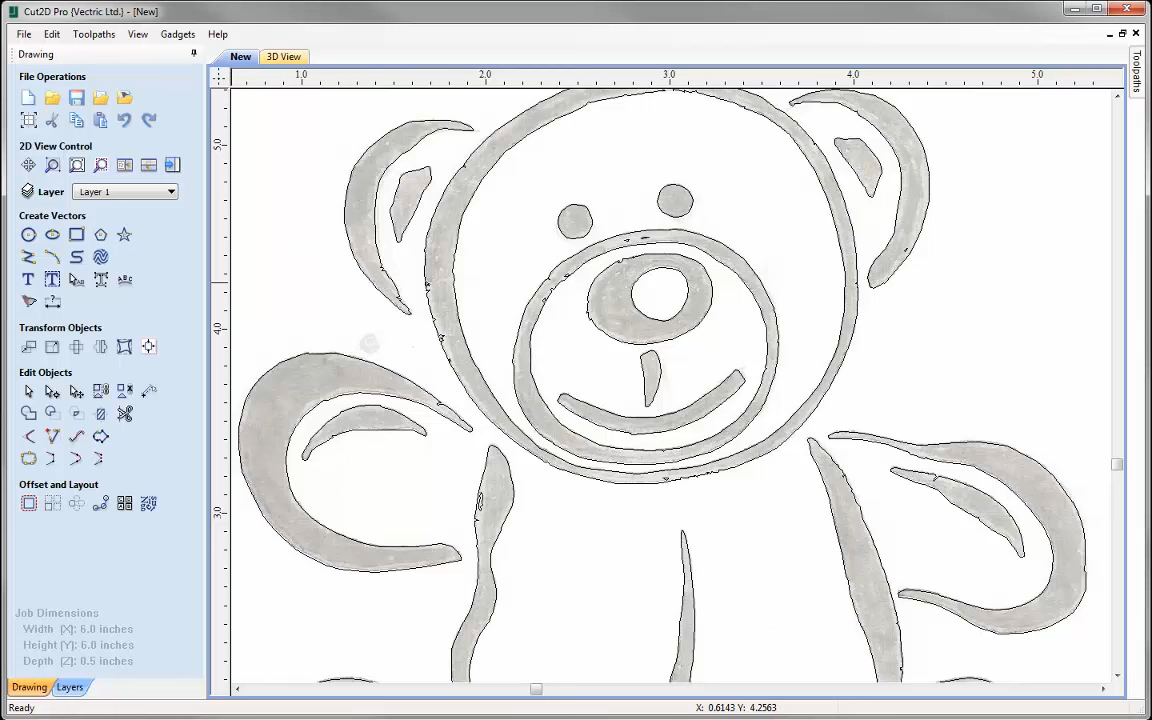 Cut2D Pro {Vectric Ltd.} - [New]
File Edit Toolpaths View Gadgets Help
Drawing
New 3D View
Toolpaths
1.0 2.0 3.0 4.0 5.0
5.0
4.0
3.0
File Operations
2D View Control
Layer Layer 1
Create Vectors
Transform Objects
Edit Objects
Offset and Layout
Job Dimensions
Width (X): 6.0 inches
Height (Y): 6.0 inches
Depth (Z): 0.5 inches
Drawing Layers
Ready
X: 0.6143 Y: 4.2563